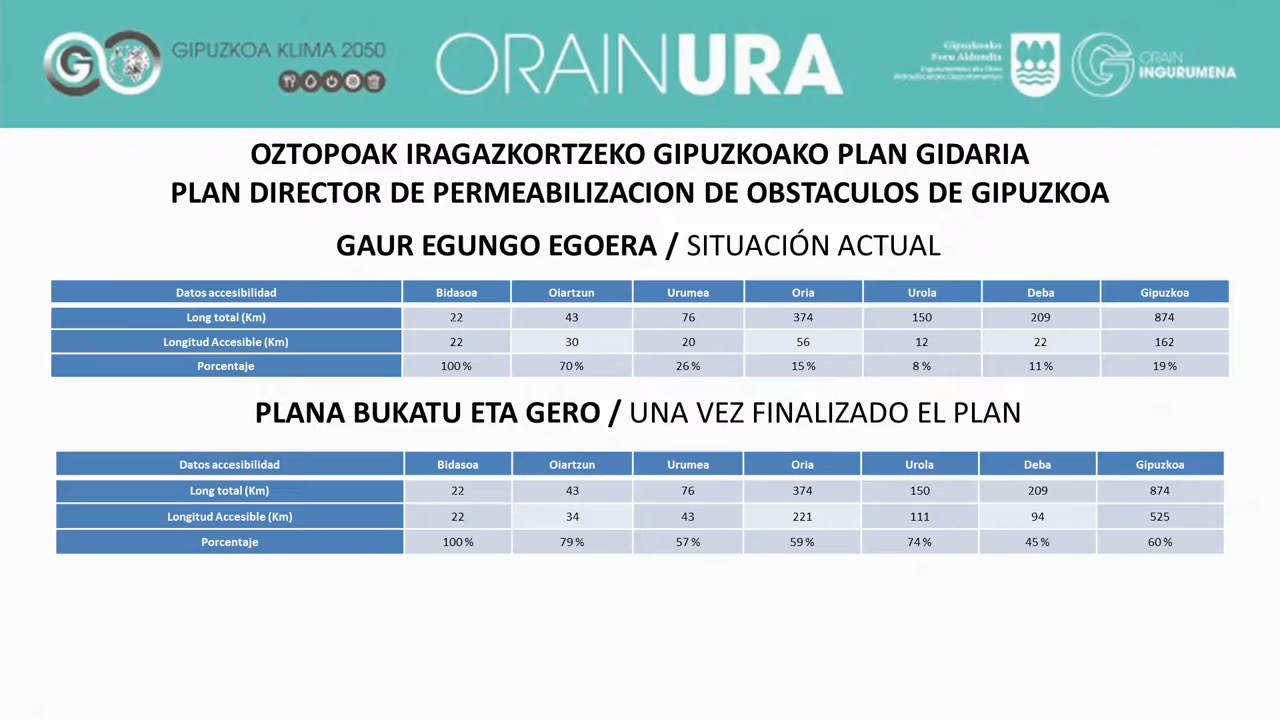 GIPUZKOA KLIMA 2050
ORAINURA
Gipuzkoako
Foru Aldundia
ORAIN
INGURUMENA
OZTOPOAK IRAGAZKORTZEKO GIPUZKOAKO PLAN GIDARIA
PLAN DIRECTOR DE PERMEABILIZACION DE OBSTACULOS DE GIPUZKOA
GAUR EGUNGO EGOERA / SITUACIÓN ACTUAL
Datos accesibilidad Bidasoa Oiartzun Urumea Oria Urola Deba Gipuzkoa
Long total (Km) 22 43 76 374 150 209 874
Longitud Accesible (Km) 22 30 20 56 12 22 162
Porcentaje 100 % 70 % 26 % 15 % 8 % 11 % 19 %
PLANA BUKATU ETA GERO / UNA VEZ FINALIZADO EL PLAN
Datos accesibilidad Bidasoa Oiartzun Urumea Oria Urola Deba Gipuzkoa
Long total (Km) 22 43 76 374 150 209 874
Longitud Accesible (Km) 22 34 43 221 111 94 525
Porcentaje 100 % 79 % 57 % 59 % 74 % 45 % 60 %